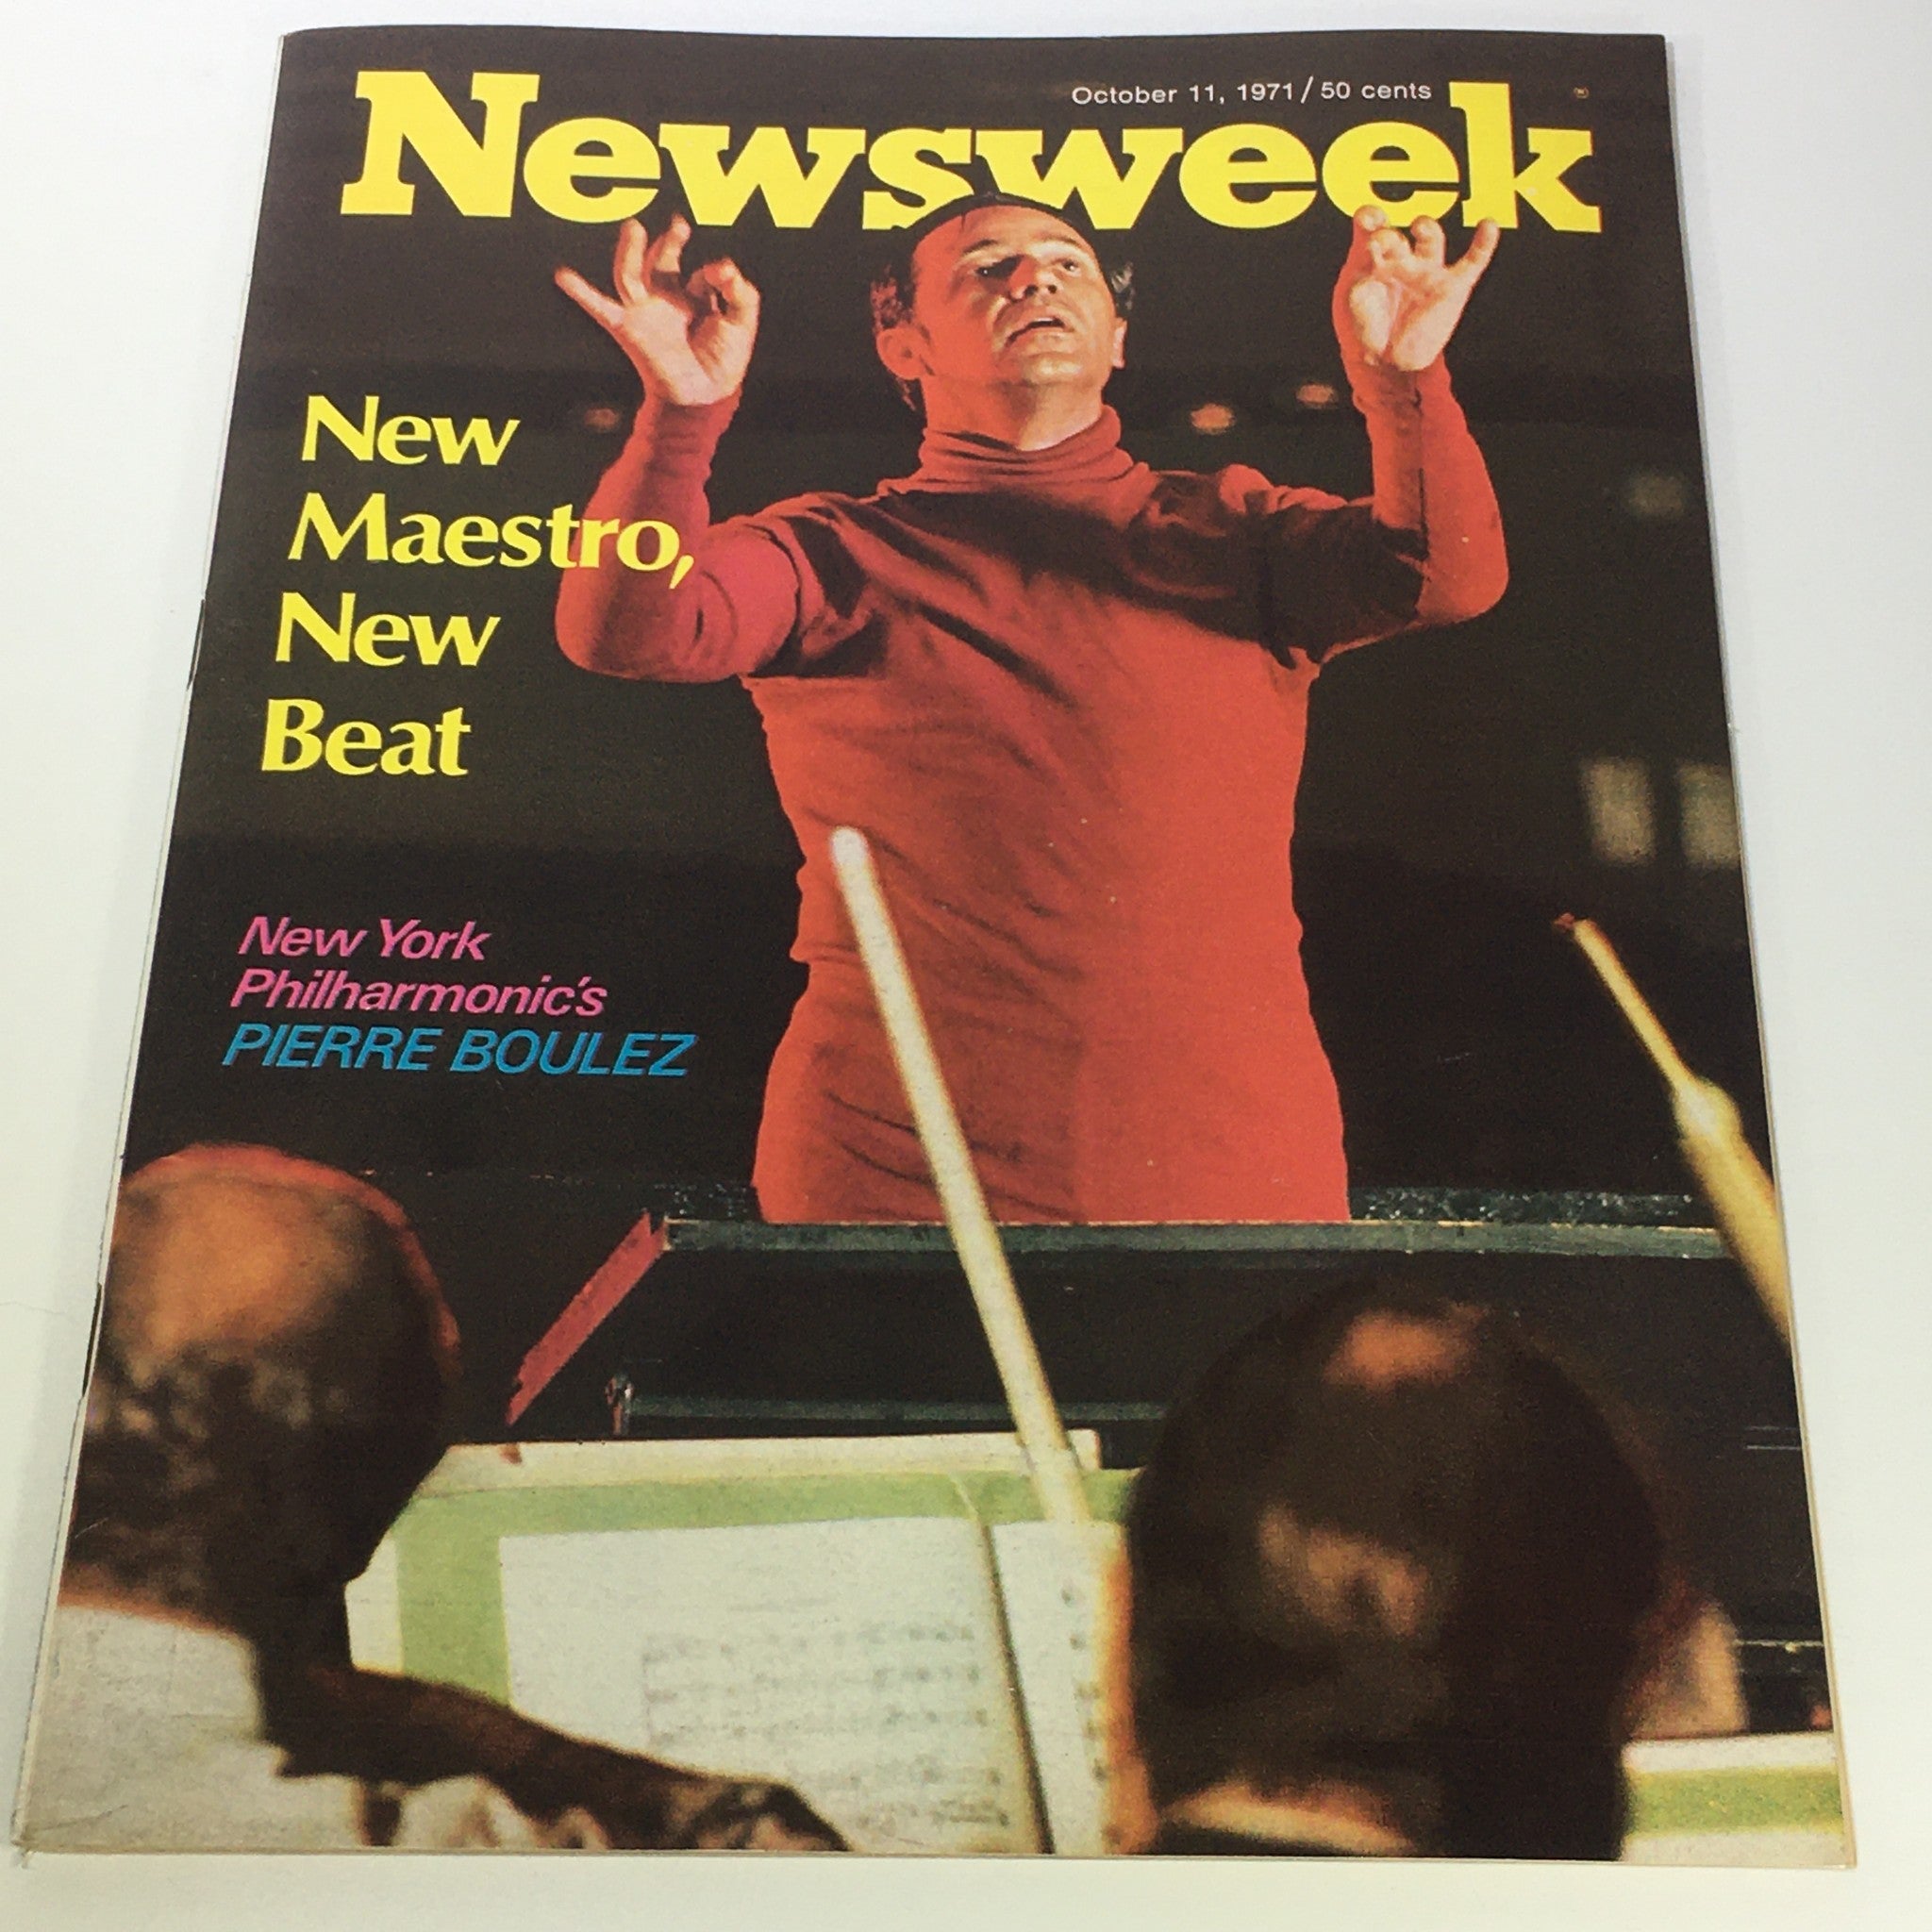 October 11, 1971/50 cents
Newsweek
New
Maestro,
New
Beat
New York
Philharmonic's
PIERRE BOULEZ